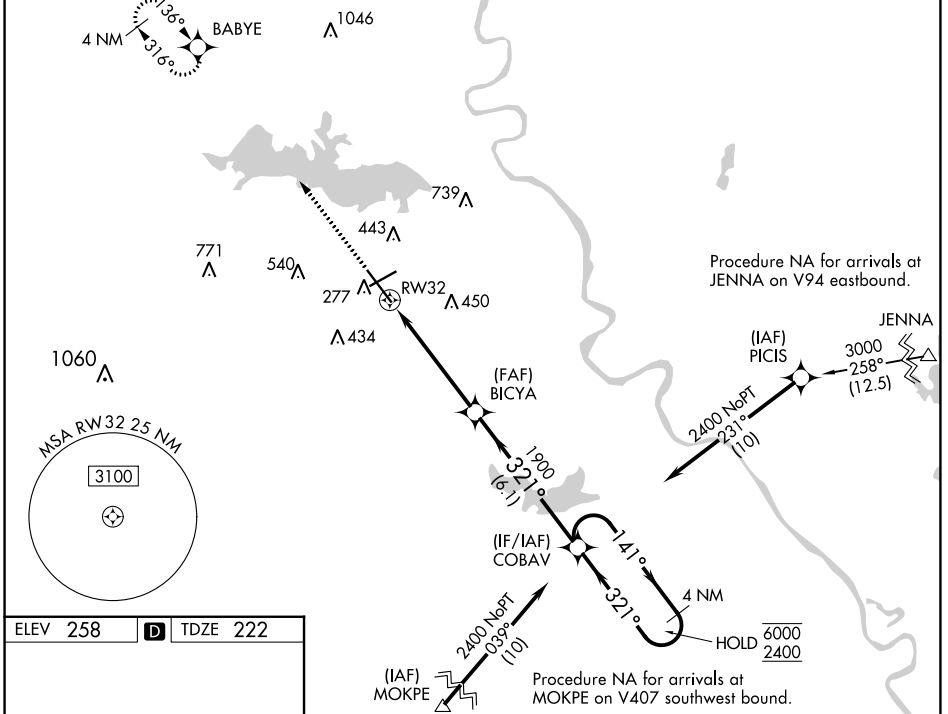 136°
4 NM
316°
BABYE
1046
739
443
771
540
277
RW32
450
434
Procedure NA for arrivals at
JENNA on V94 eastbound.
JENNA
(IAF)
PICIS
3000
258°
(12.5)
1060
(FAF)
BICYA
2400 NoPT
231°
(10)
MSA RW32 25 NM
3100
1900
321°
(6.1)
(IF/IAF)
COBAV
141°
321°
4 NM
HOLD 6000
2400
ELEV 258 D TDZE 222
2400 NoPT
039°
(10)
(IAF)
MOKPE
Procedure NA for arrivals at
MOKPE on V407 southwest bound.